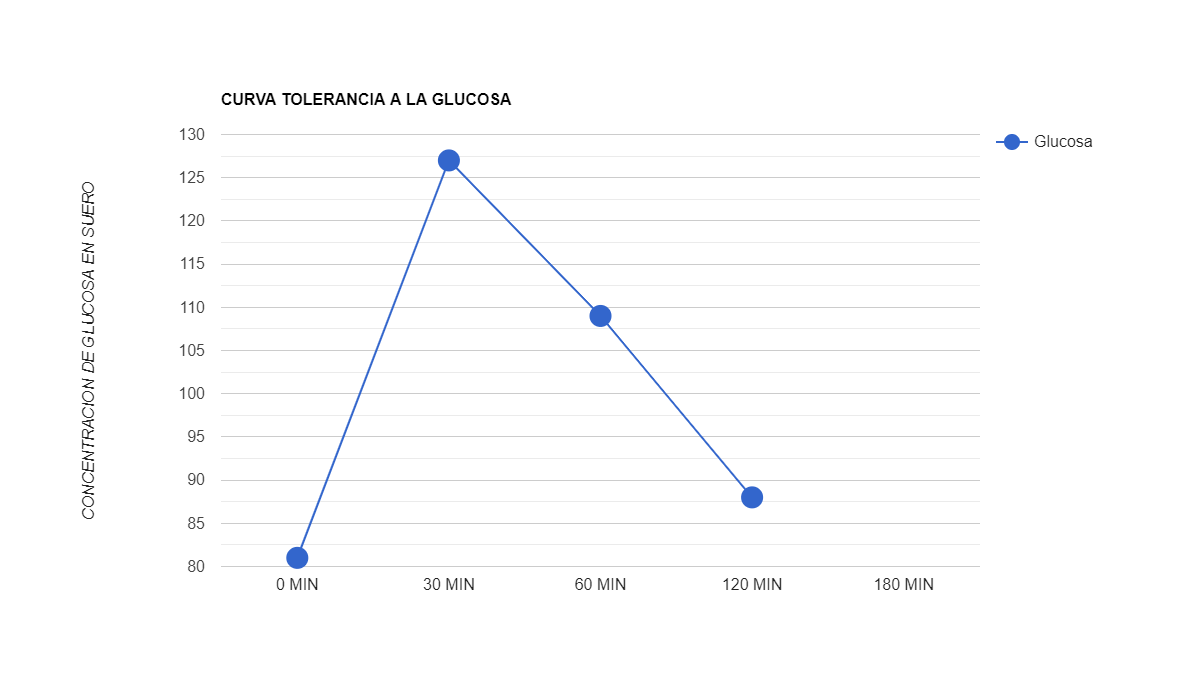 CURVA TOLERANCIA A LA GLUCOSA
Glucosa
CONCENTRACION DE GLUCOSA EN SUERO
130
125
120
115
110
105
100
95
90
85
80
0 MIN
30 MIN
60 MIN
120 MIN
180 MIN